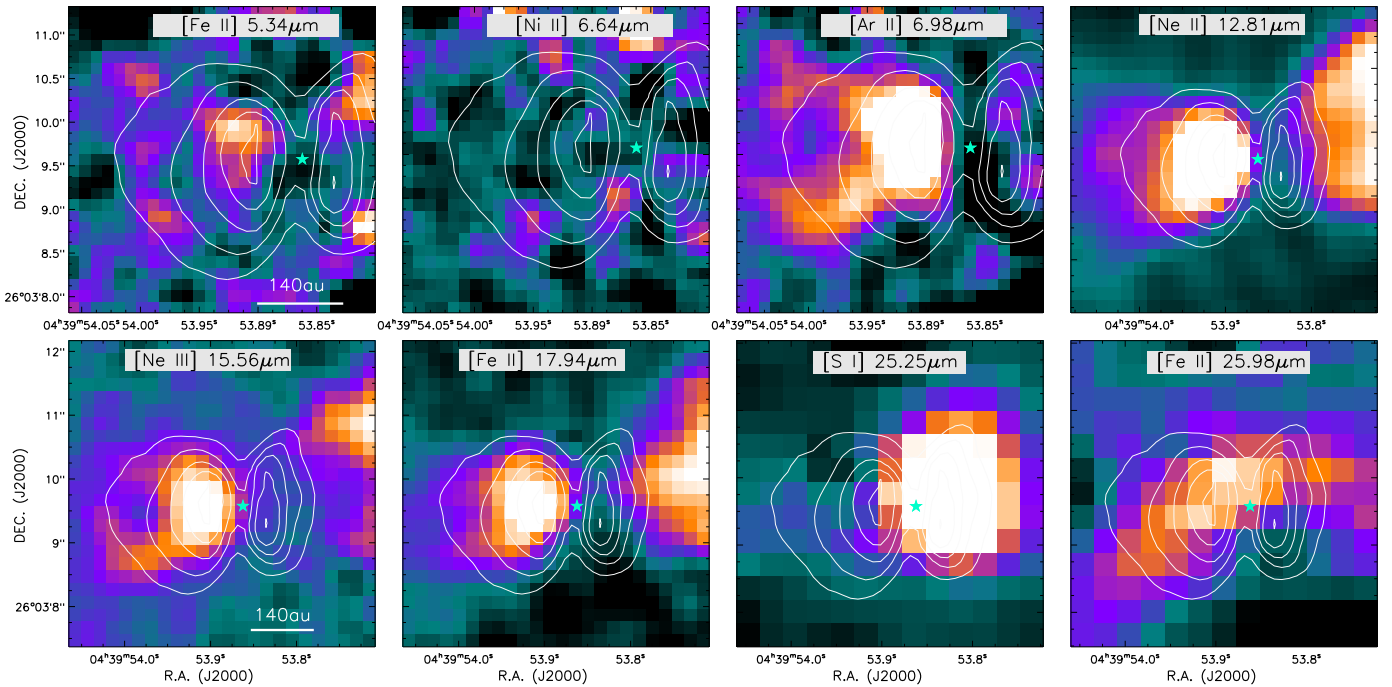 [Fe II] 5.34μm
[Ni II] 6.64μm
[Ar II] 6.98μm
[Ne II] 12.81μm
11.0"
10.5"
10.0"
9.5"
9.0"
8.5"
26°03'8.0"
DEC. (J2000)
140au
04ʰ39ᵐ54.05ˢ 54.00ˢ 53.95ˢ 53.89ˢ 53.85ˢ
04ʰ39ᵐ54.05ˢ 54.00ˢ 53.95ˢ 53.89ˢ 53.85ˢ
04ʰ39ᵐ54.05ˢ 54.00ˢ 53.95ˢ 53.89ˢ 53.85ˢ
04ʰ39ᵐ54.0ˢ 53.9ˢ 53.8ˢ
[Ne III] 15.56μm
[Fe II] 17.94μm
[S I] 25.25μm
[Fe II] 25.98μm
12"
11"
10"
9"
26°03'8"
DEC. (J2000)
140au
04ʰ39ᵐ54.0ˢ 53.9ˢ 53.8ˢ
04ʰ39ᵐ54.0ˢ 53.9ˢ 53.8ˢ
04ʰ39ᵐ54.0ˢ 53.9ˢ 53.8ˢ
04ʰ39ᵐ54.0ˢ 53.9ˢ 53.8ˢ
R.A. (J2000)
R.A. (J2000)
R.A. (J2000)
R.A. (J2000)